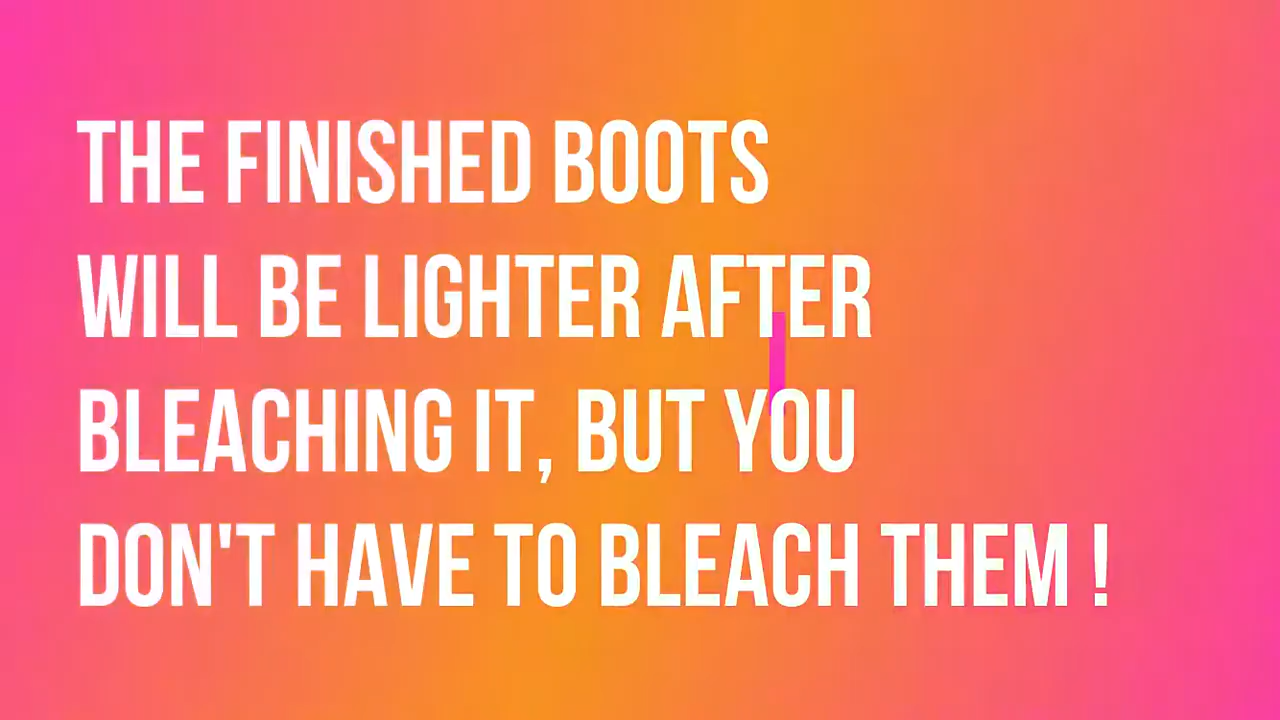 THE FINISHED BOOTS
WILL BE LIGHTER AFTER
BLEACHING IT, BUT YOU
DON'T HAVE TO BLEACH THEM !